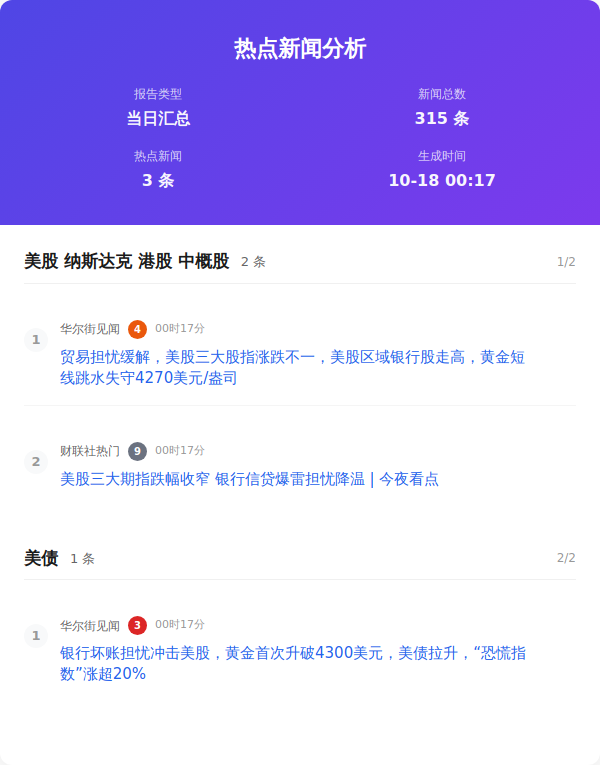 热点新闻分析
报告类型
新闻总数
当日汇总
315 条
热点新闻
生成时间
3 条
10-18 00:17
美股 纳斯达克 港股 中概股 2 条 1/2
1
华尔街见闻 4 00时17分
贸易担忧缓解，美股三大股指涨跌不一，美股区域银行股走高，黄金短
线跳水失守4270美元/盎司
2
财联社热门 9 00时17分
美股三大期指跌幅收窄 银行信贷爆雷担忧降温 | 今夜看点
美债 1 条 2/2
1
华尔街见闻 3 00时17分
银行坏账担忧冲击美股，黄金首次升破4300美元，美债拉升，“恐慌指
数”涨超20%